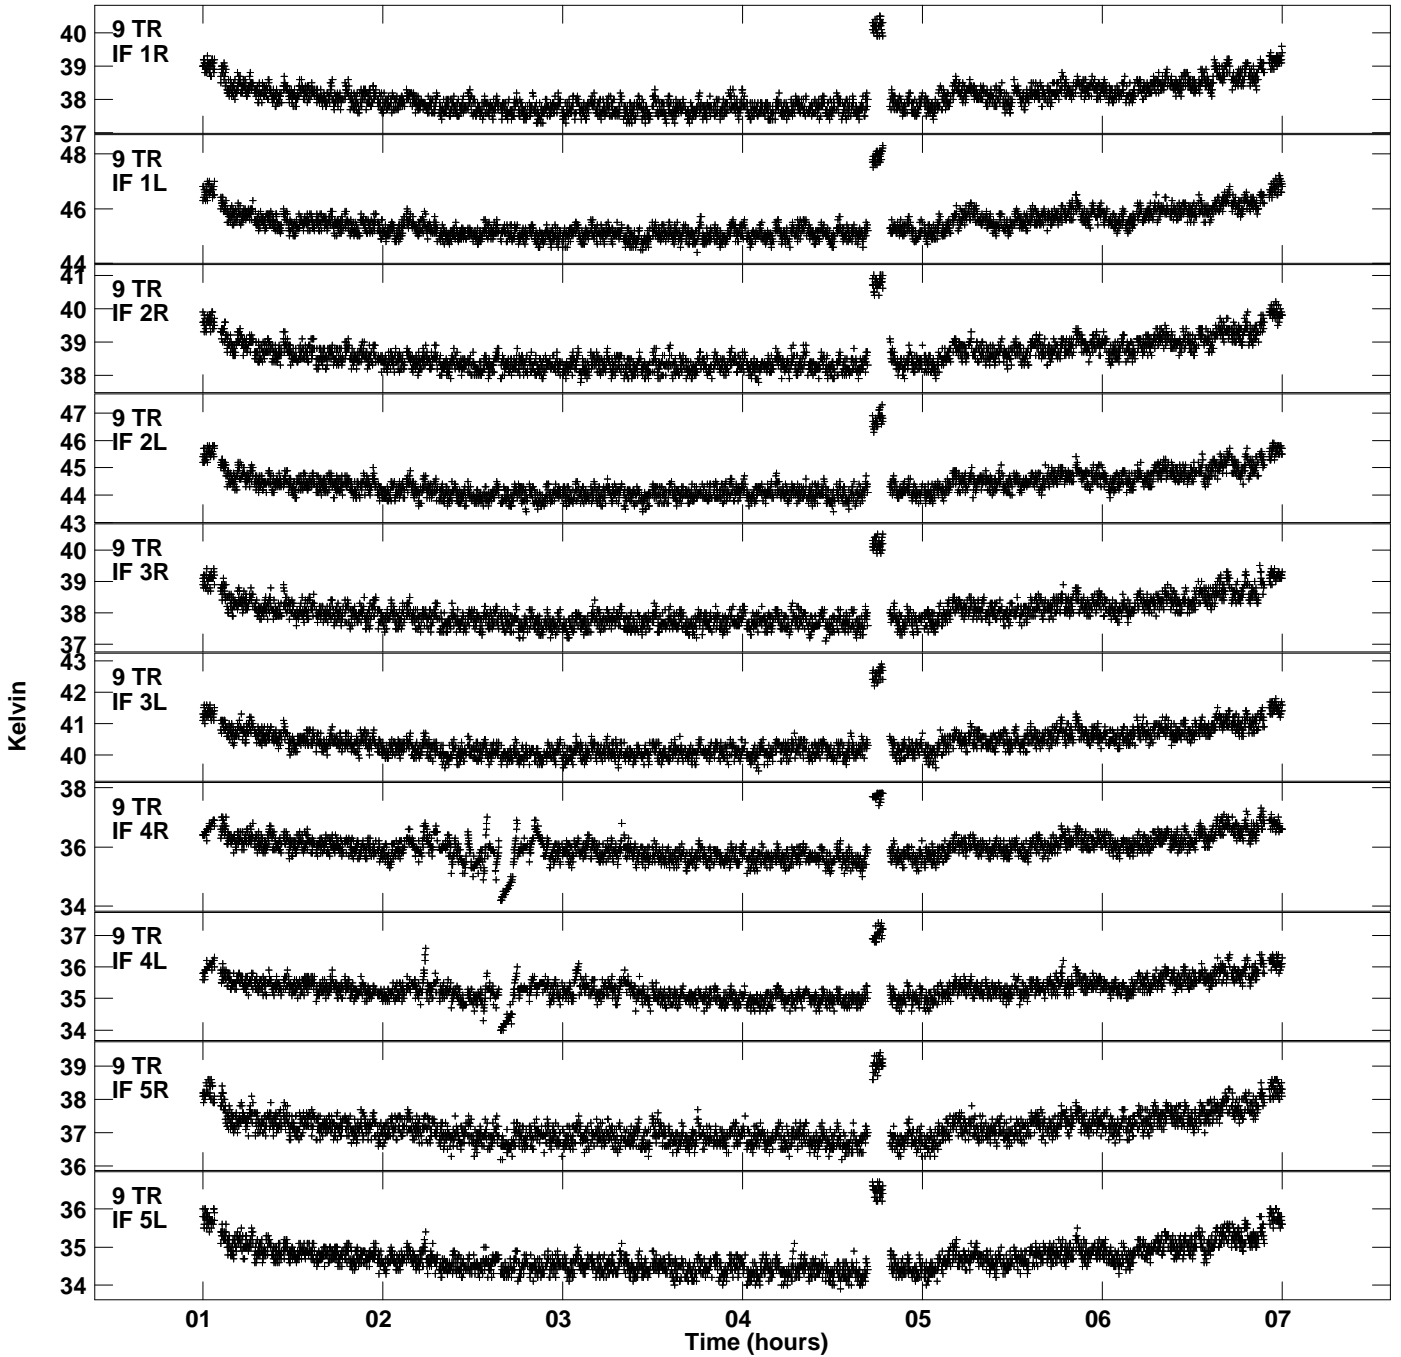 9 TR
IF 1R
40
39
38
37
9 TR
IF 1L
48
46
44
9 TR
IF 2R
41
40
39
38
9 TR
IF 2L
47
46
45
44
43
9 TR
IF 3R
40
39
38
37
9 TR
IF 3L
43
42
41
40
9 TR
IF 4R
38
36
34
9 TR
IF 4L
37
36
35
34
9 TR
IF 5R
39
38
37
36
9 TR
IF 5L
36
35
34
Kelvin
01 02 03 04 05 06 07
Time (hours)